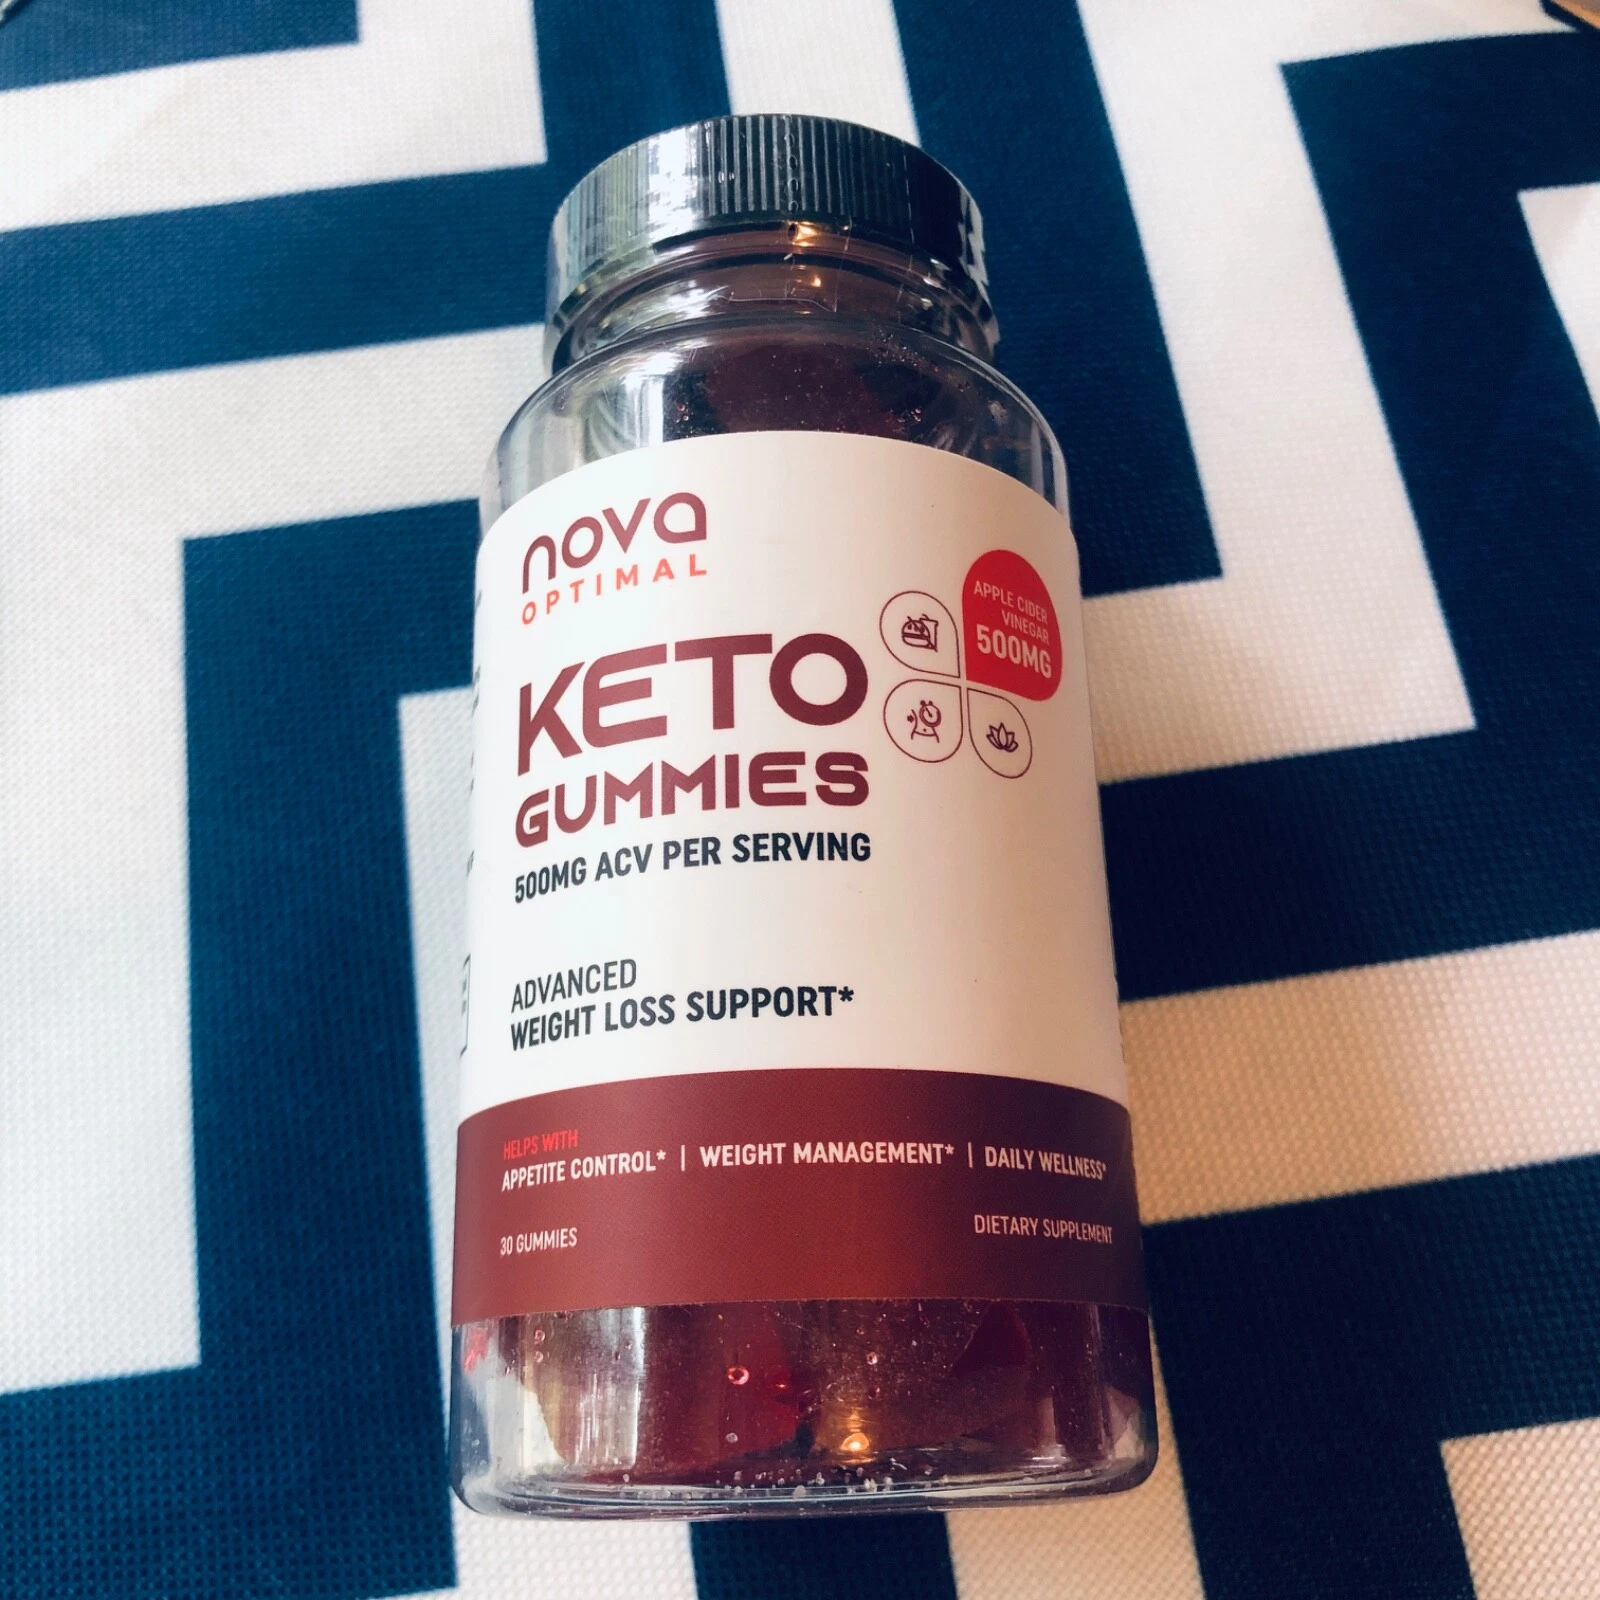 nova
OPTIMAL
KETO
GUMMIES
500MG ACV PER SERVING
APPLE CIDER
VINEGAR
500MG
ADVANCED
WEIGHT LOSS SUPPORT*
HELPS WITH
APPETITE CONTROL* | WEIGHT MANAGEMENT* | DAILY WELLNESS*
30 GUMMIES
DIETARY SUPPLEMENT